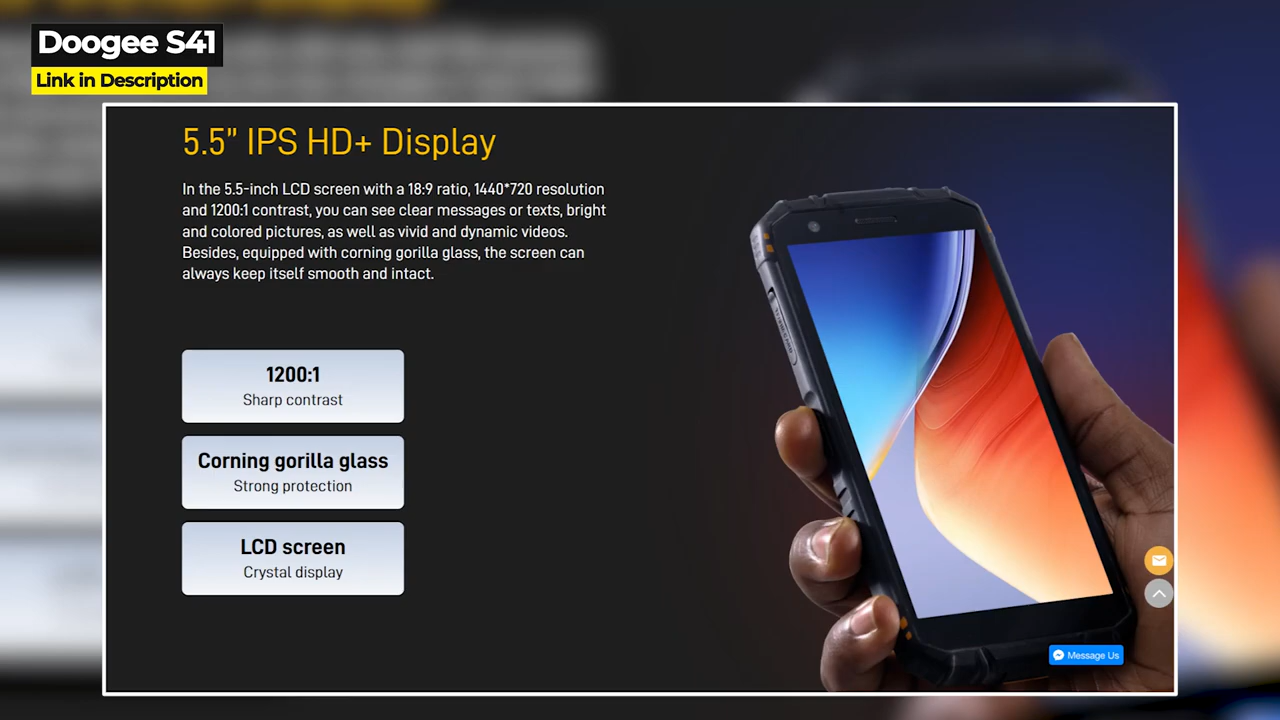 Doogee S41
Link in Description
5.5” IPS HD+ Display
In the 5.5-inch LCD screen with a 18:9 ratio, 1440*720 resolution
and 1200:1 contrast, you can see clear messages or texts, bright
and colored pictures, as well as vivid and dynamic videos.
Besides, equipped with corning gorilla glass, the screen can
always keep itself smooth and intact.
1200:1
Sharp contrast
Corning gorilla glass
Strong protection
LCD screen
Crystal display
Message Us